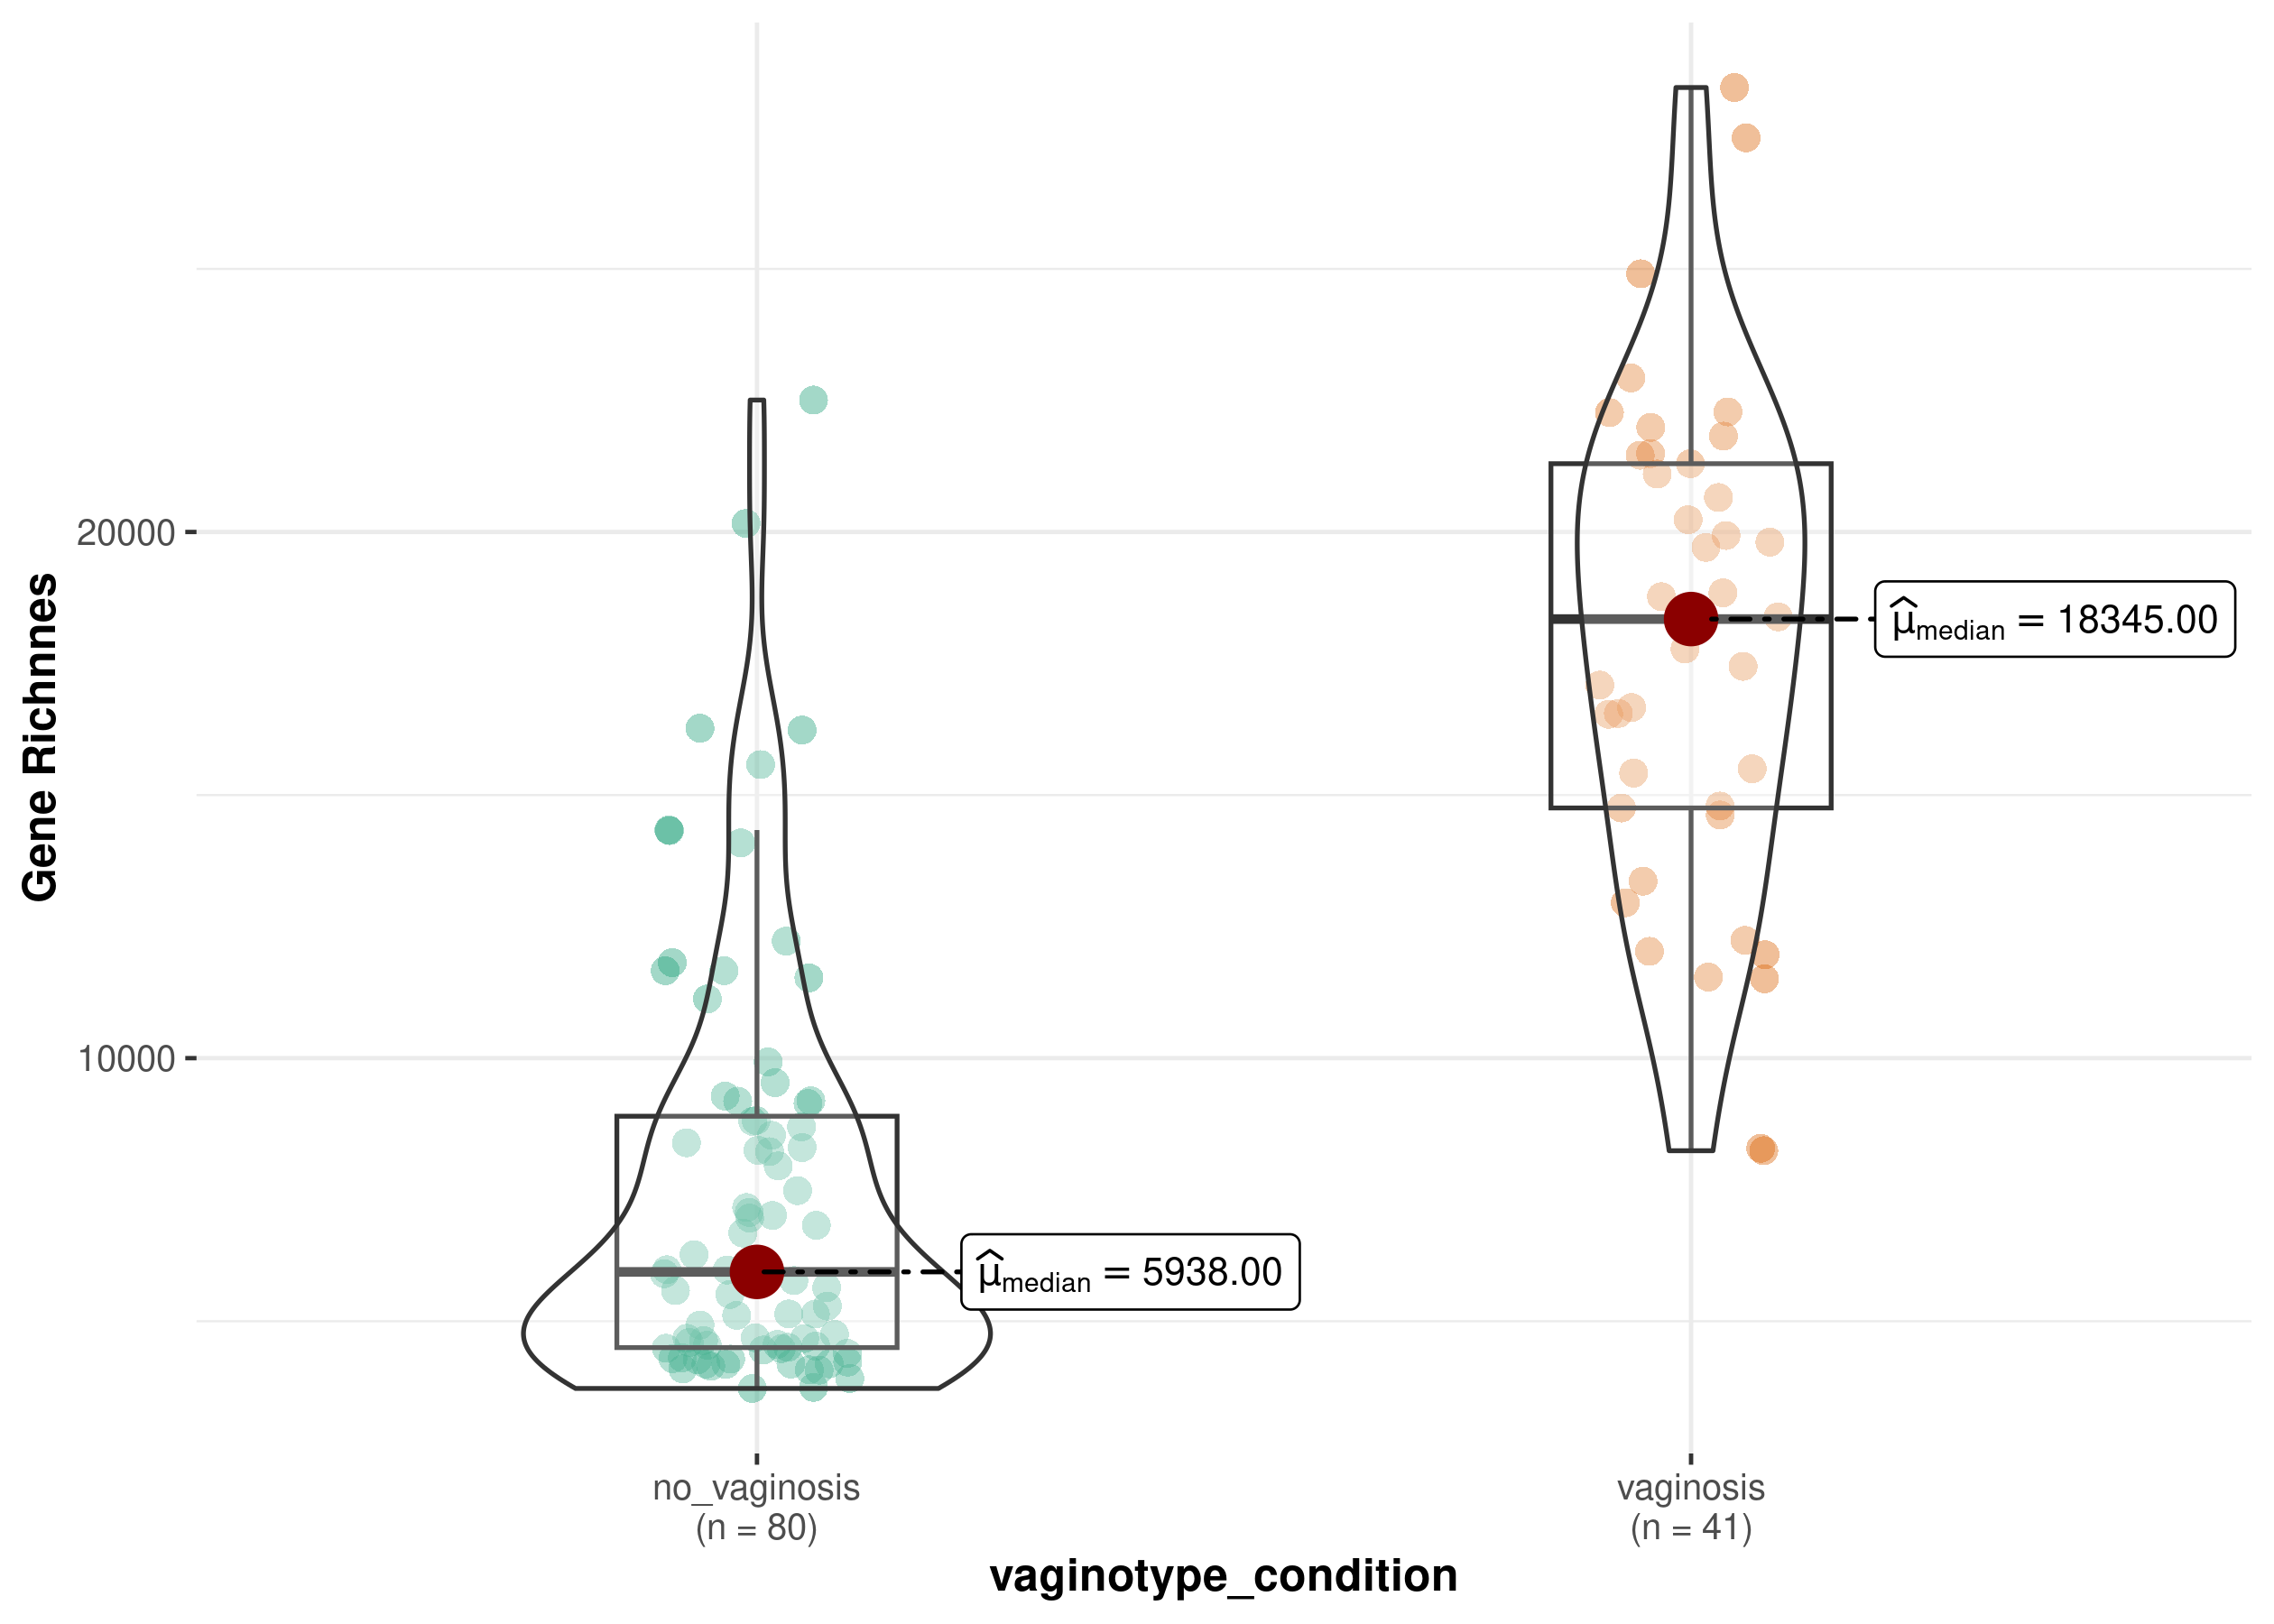 Gene Richnnes
20000
10000
μ̂median = 18345.00
μ̂median = 5938.00
no_vaginosis
(n = 80)
vaginosis
(n = 41)
vaginotype_condition